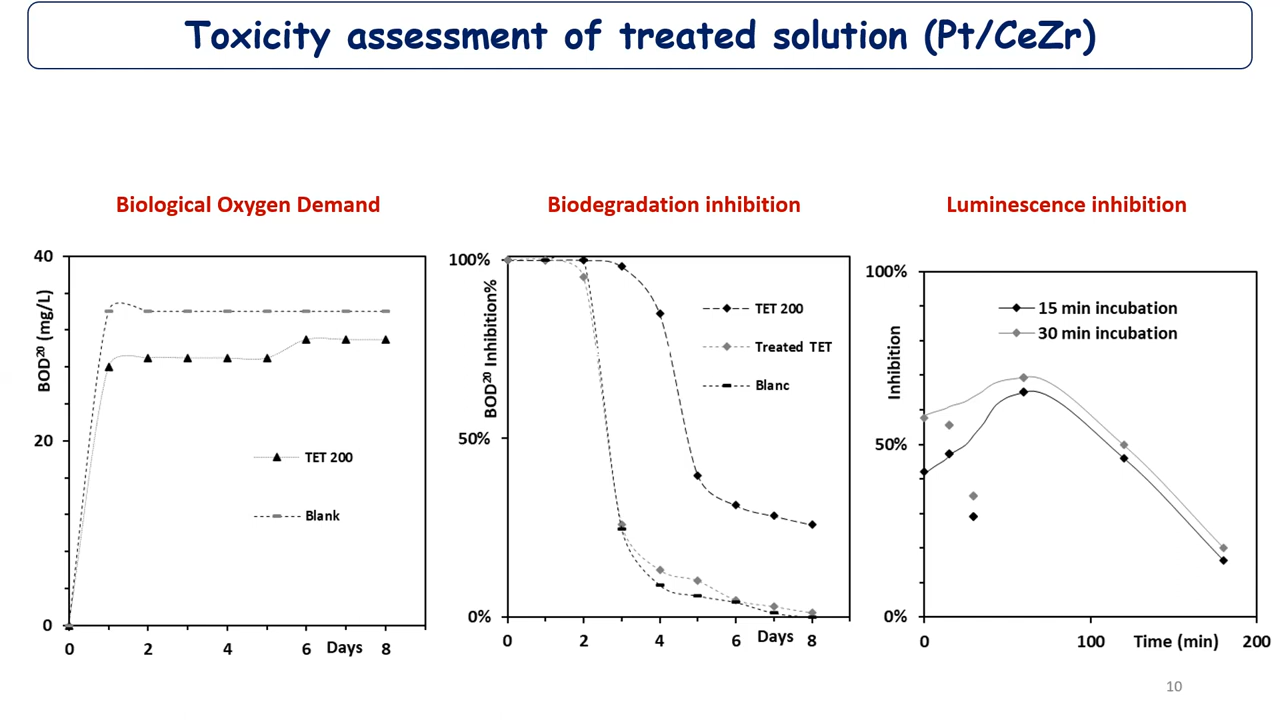 Toxicity assessment of treated solution (Pt/CeZr)
Biological Oxygen Demand
40
20
0
BOD²⁰ (mg/L)
TET 200
Blank
0 2 4 6 Days 8
Biodegradation inhibition
100%
50%
0%
BOD²⁰ Inhibition%
TET 200
Treated TET
Blanc
0 2 4 6 Days 8
Luminescence inhibition
100%
50%
0%
Inhibition
15 min incubation
30 min incubation
0 100 Time (min) 200
10